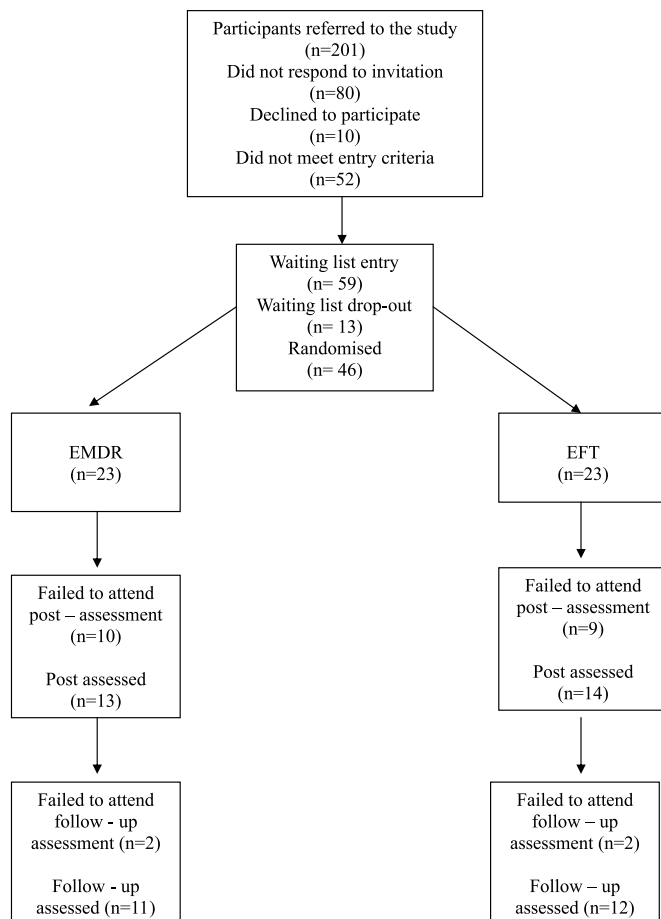 Participants referred to the study
(n=201)
Did not respond to invitation
(n=80)
Declined to participate
(n=10)
Did not meet entry criteria
(n=52)
Waiting list entry
(n= 59)
Waiting list drop-out
(n= 13)
Randomised
(n= 46)
EMDR
(n=23)
EFT
(n=23)
Failed to attend
post – assessment
(n=10)
Post assessed
(n=13)
Failed to attend
post – assessment
(n=9)
Post assessed
(n=14)
Failed to attend
follow - up
assessment (n=2)
Follow - up
assessed (n=11)
Failed to attend
follow – up
assessment (n=2)
Follow – up
assessed (n=12)